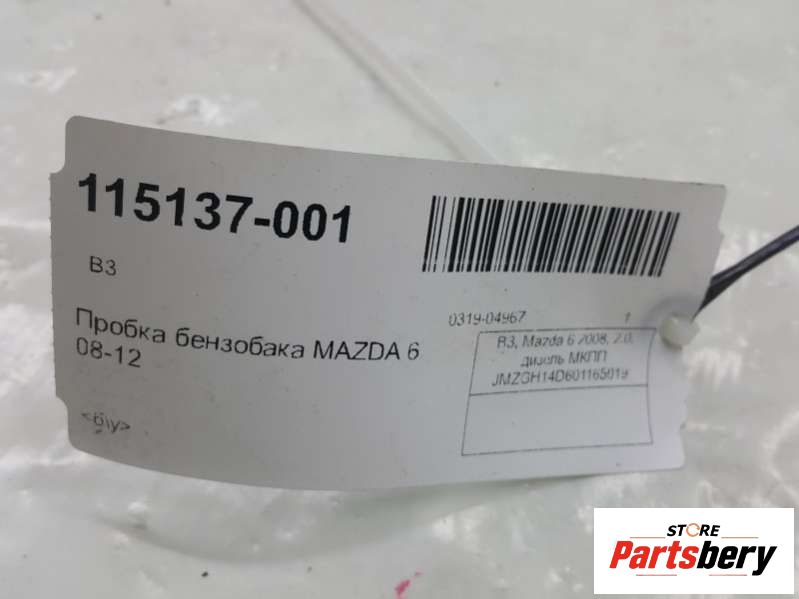 115137-001
B3
Пробка бензобака MAZDA 6
08-12
<б\у>
0319-04967 1
B3, Mazda 6 2008, 2.0,
дизель МКПП
JMZGH14D601165019
STORE
Partsbery